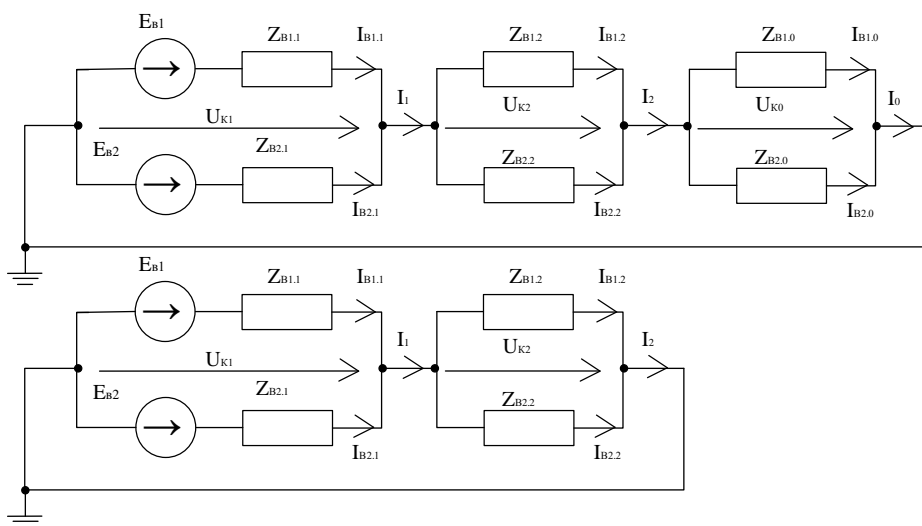 Eв1 Zв1.1 Iв1.1 Zв1.2 Iв1.2 Zв1.0 Iв1.0
Uк1 I1 Uк2 I2 Uк0 I0
Eв2 Zв2.1 Zв2.2 Zв2.0
Iв2.1 Iв2.2 Iв2.0
Eв1 Zв1.1 Iв1.1 Zв1.2 Iв1.2
Uк1 I1 Uк2 I2
Eв2 Zв2.1 Zв2.2
Iв2.1 Iв2.2